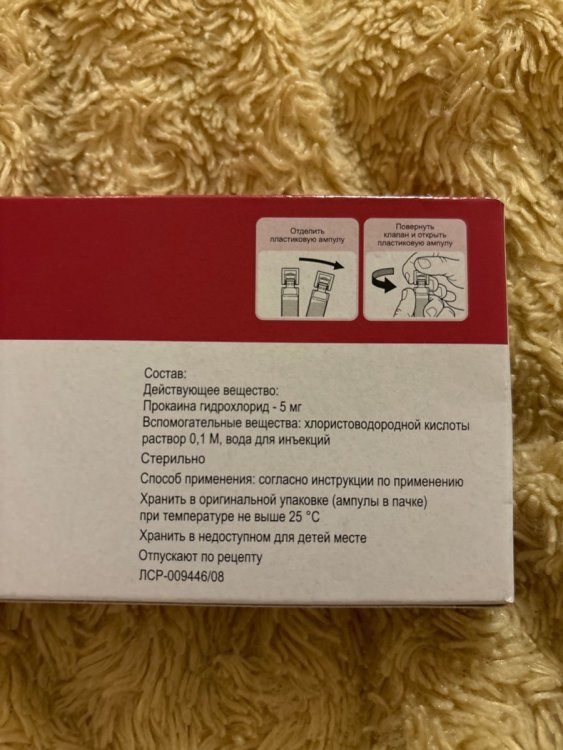 Отделить
пластиковую ампулу
Повернуть
клапан и открыть
пластиковую ампулу
Состав:
Действующее вещество:
Прокаина гидрохлорид - 5 мг
Вспомогательные вещества: хлористоводородной кислоты
раствор 0,1 М, вода для инъекций
Стерильно
Способ применения: согласно инструкции по применению
Хранить в оригинальной упаковке (ампулы в пачке)
при температуре не выше 25 °С
Хранить в недоступном для детей месте
Отпускают по рецепту
ЛСР-009446/08